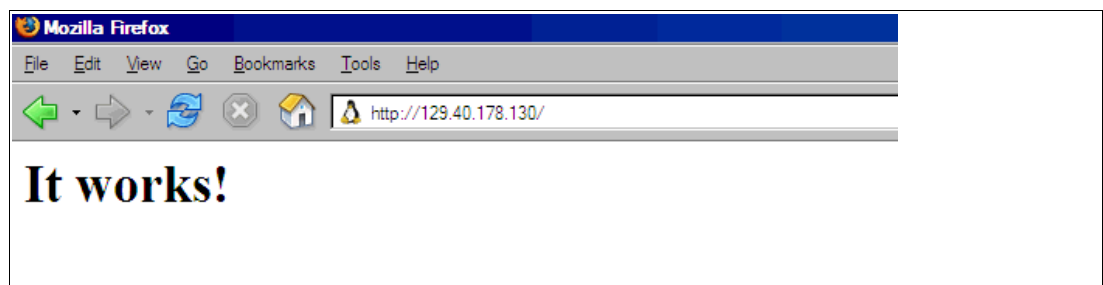 Mozilla Firefox
File Edit View Go Bookmarks Tools Help
http://129.40.178.130/
It works!